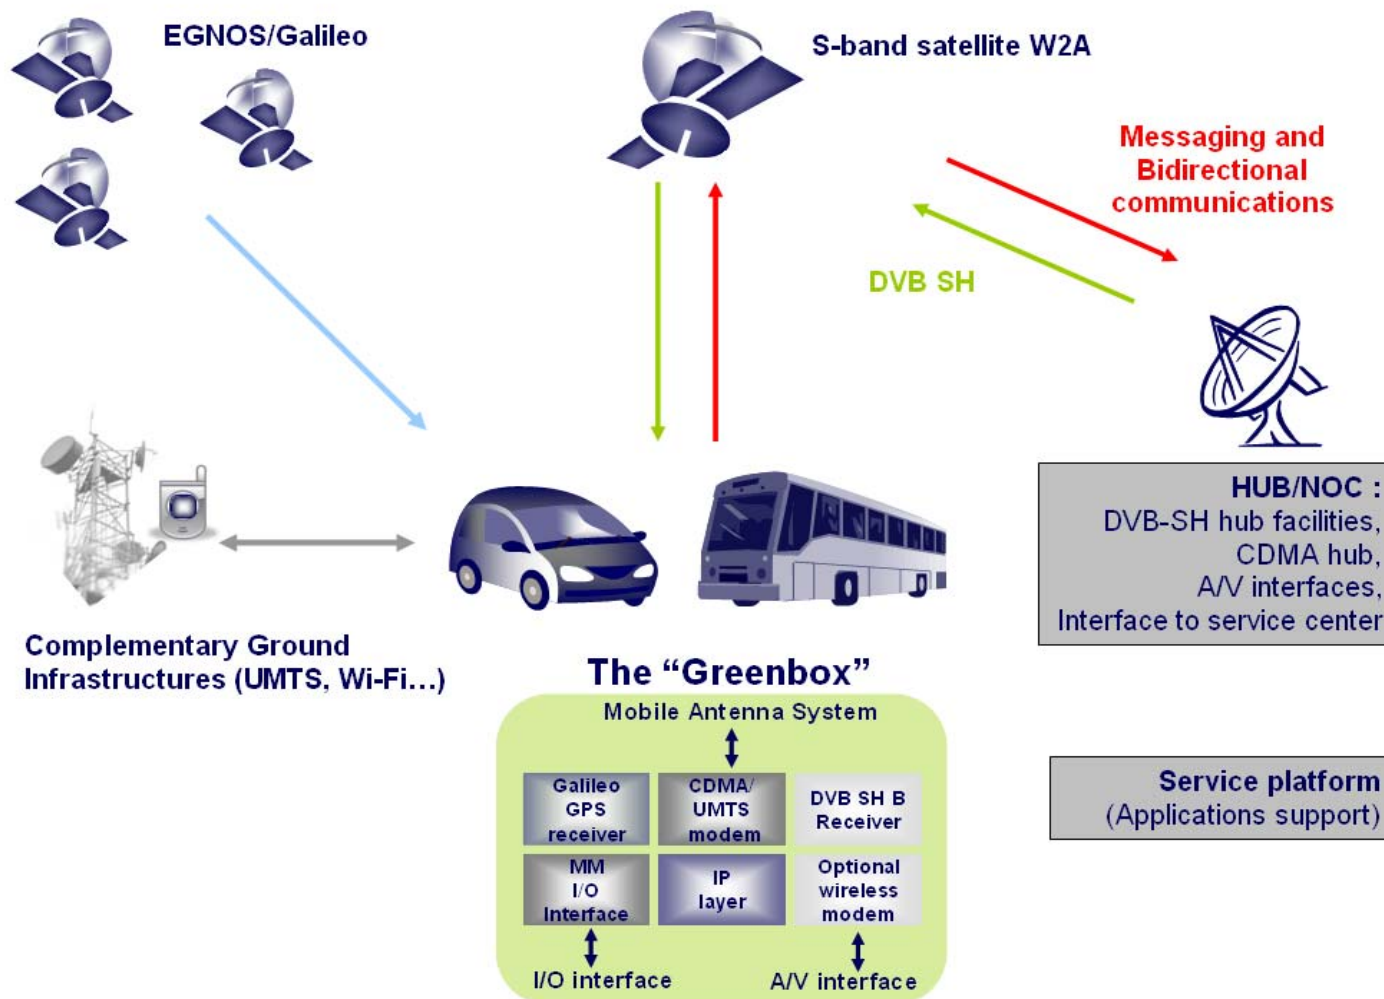 EGNOS/Galileo
S-band satellite W2A
Messaging and
Bidirectional
communications
DVB SH
HUB/NOC :
DVB-SH hub facilities,
CDMA hub,
A/V interfaces,
Interface to service center
Complementary Ground
Infrastructures (UMTS, Wi-Fi…)
The “Greenbox”
Mobile Antenna System
Galileo
GPS
receiver
CDMA/
UMTS
modem
DVB SH B
Receiver
MM
I/O
Interface
IP
layer
Optional
wireless
modem
I/O interface
A/V interface
Service platform
(Applications support)